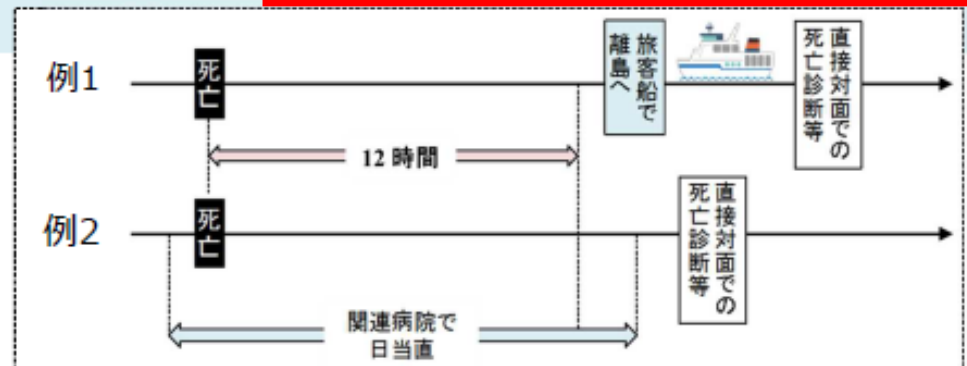 例1
死亡
旅客船で
離島へ
直接対面での
死亡診断等
12 時間
例2
死亡
直接対面での
死亡診断等
関連病院で
日当直